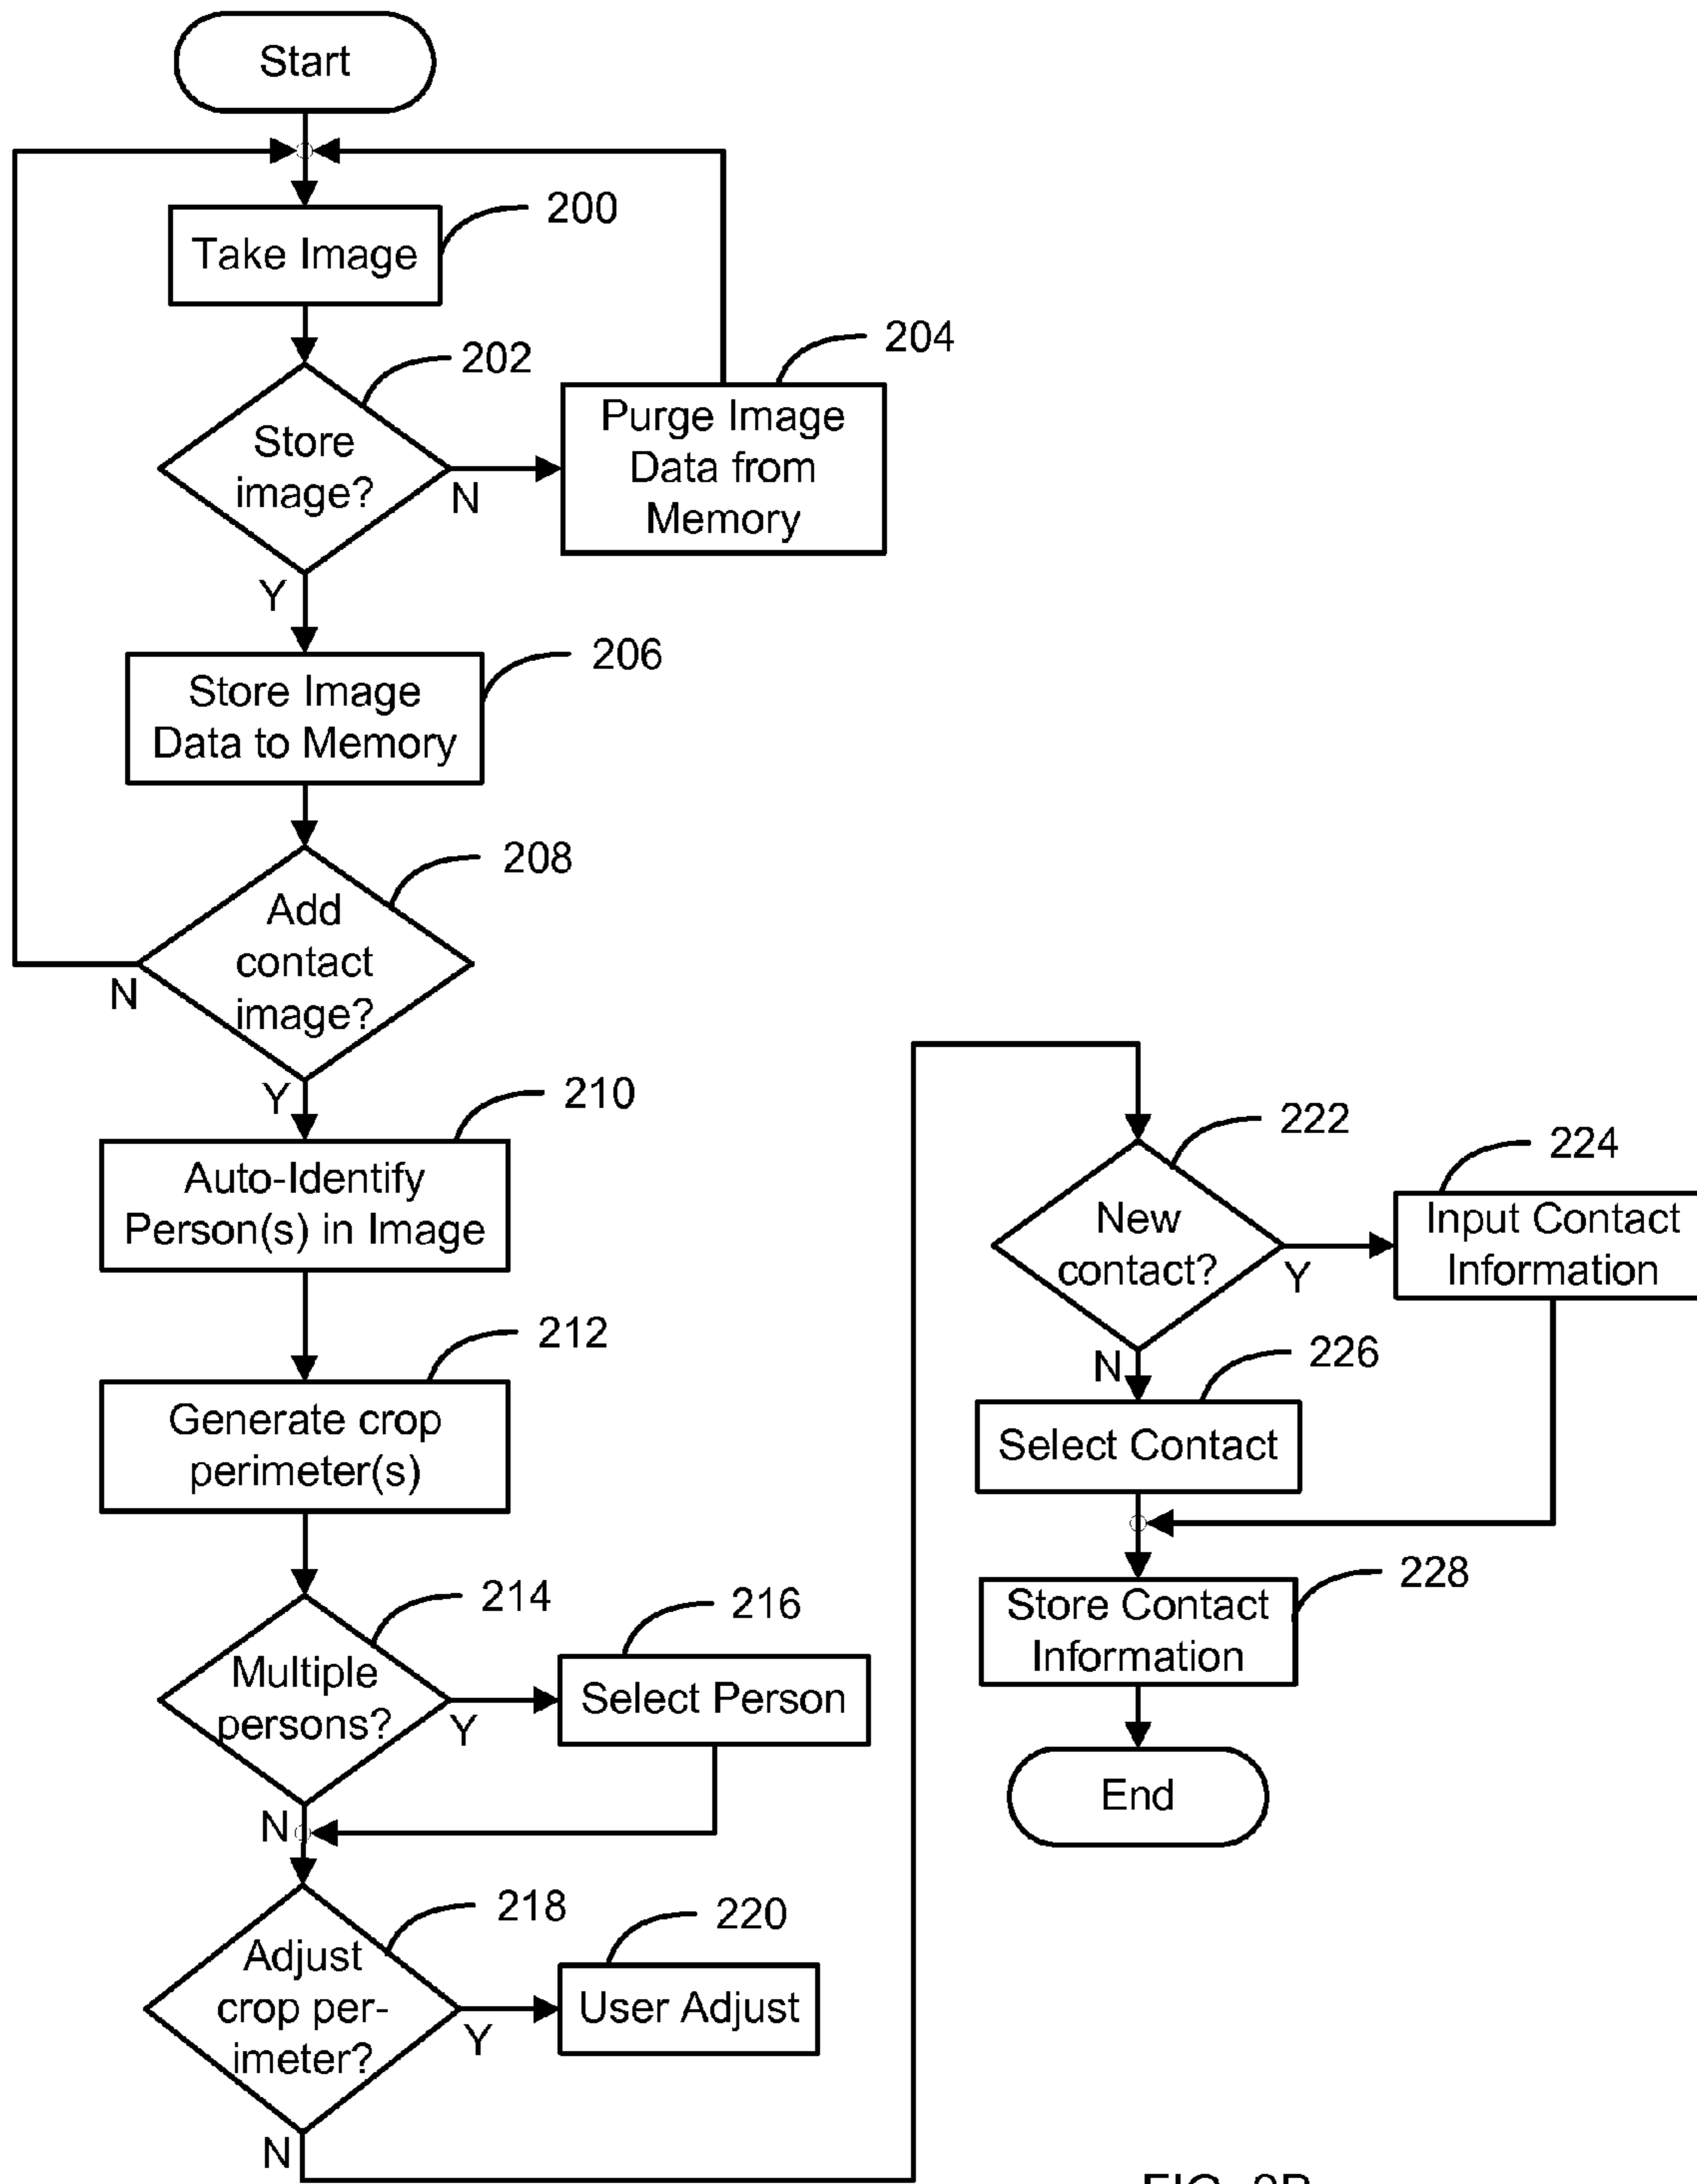 Start
200
Take Image
202
204
Store
image?
N
Purge Image
Data from
Memory
Y
206
Store Image
Data to Memory
208
Add
contact
image?
N
Y
210
Auto-Identify
Person(s) in Image
212
Generate crop
perimeter(s)
214
216
Multiple
persons?
Y
Select Person
N
218
220
Adjust
crop per-
imeter?
Y
User Adjust
N
222
224
New
contact?
Y
Input Contact
Information
N
226
Select Contact
228
Store Contact
Information
End